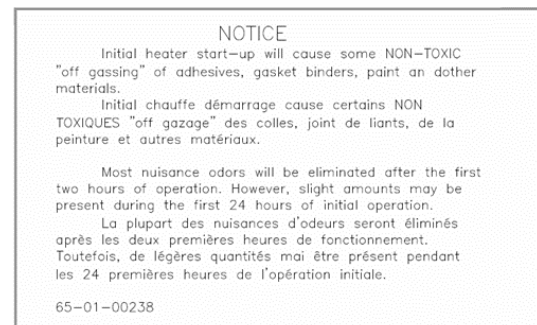 NOTICE
Initial heater start-up will cause some NON-TOXIC
"off gassing" of adhesives, gasket binders, paint an dother
materials.
Initial chauffe démarrage cause certains NON
TOXIQUES "off gazage" des colles, joint de liants, de la
peinture et autres matériaux.
Most nuisance odors will be eliminated after the first
two hours of operation. However, slight amounts may be
present during the first 24 hours of initial operation.
La plupart des nuisances d'odeurs seront éliminés
après les deux premières heures de fonctionnement.
Toutefois, de légères quantités mai être présent pendant
les 24 premières heures de l'opération initiale.
65-01-00238